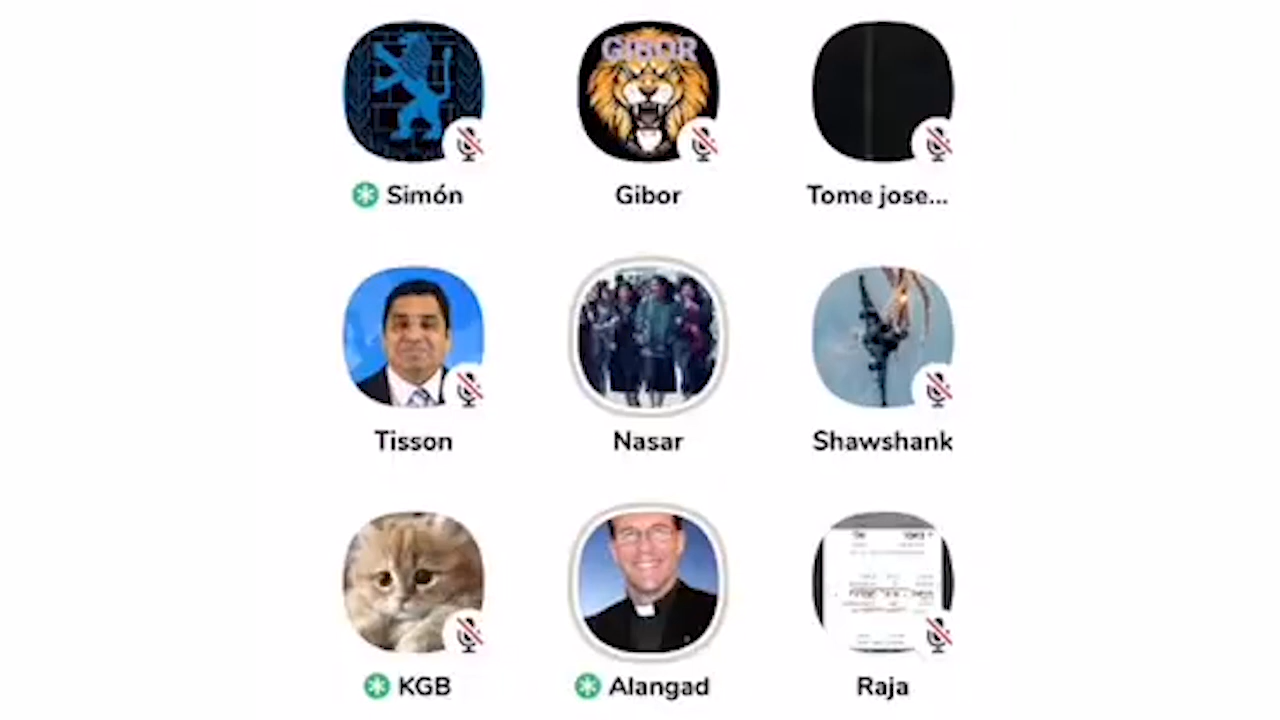 GIBOR
Simón
Gibor
Tome jose...
Tisson
Nasar
Shawshank
KGB
Alangad
Raja